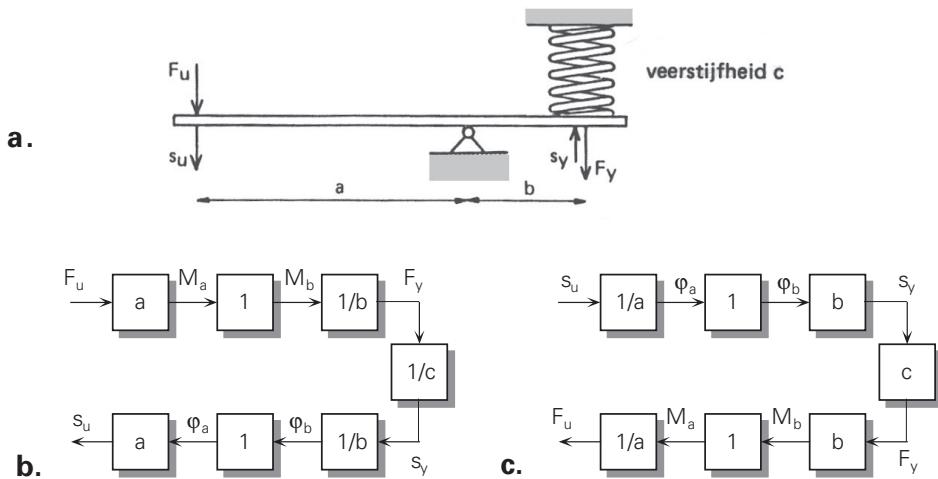 F_u
veerstijfheid c
a.
s_u
s_y
F_y
a
b
F_u M_a M_b F_y
a 1 1/b
1/c
s_u φ_a φ_b s_y
a 1 1/b
b.
s_u φ_a φ_b s_y
1/a 1 b
c
F_u M_a M_b F_y
1/a 1 b
c.